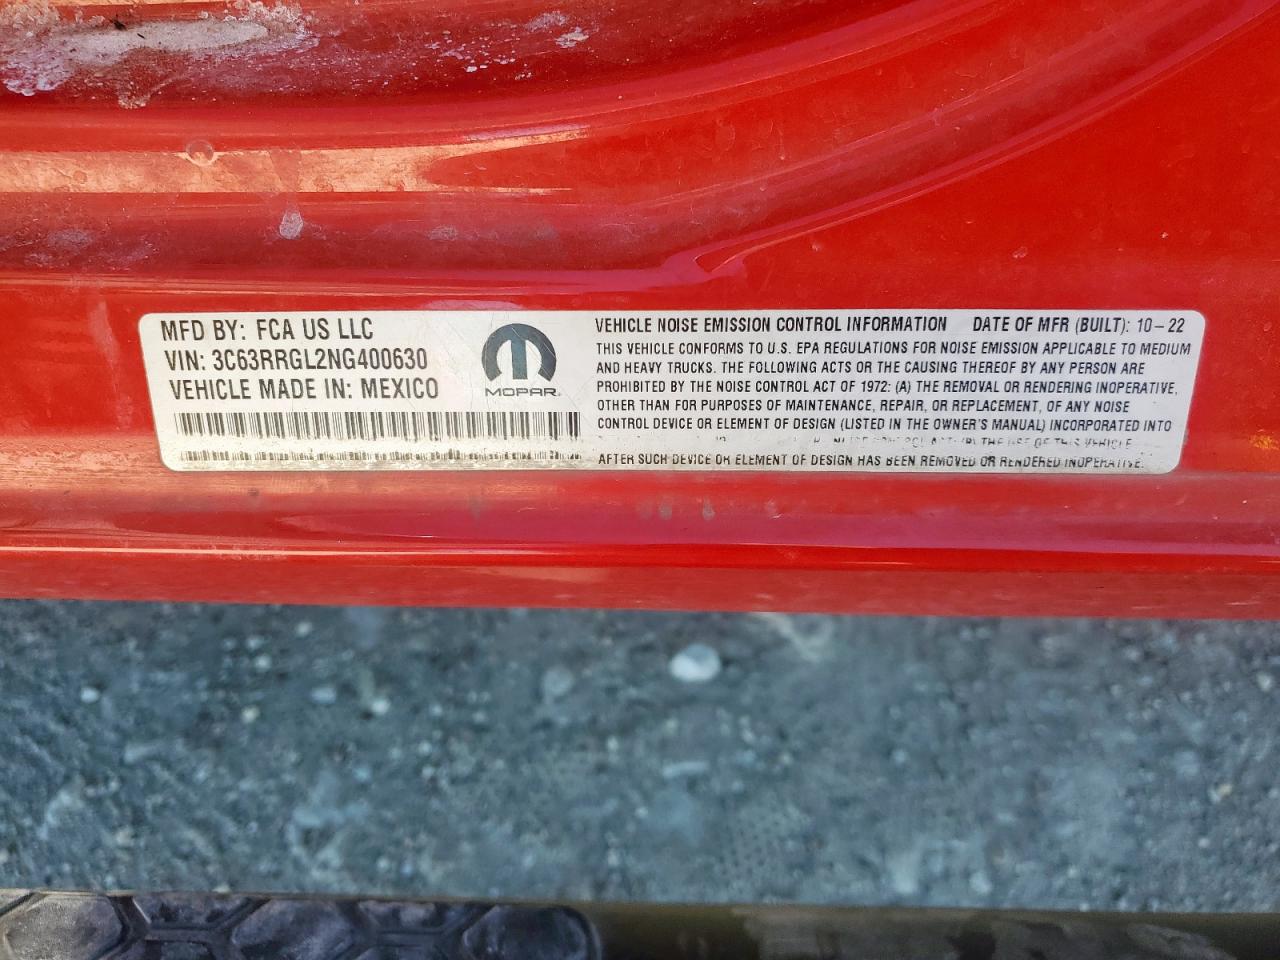 MFD BY: FCA US LLC
VIN: 3C63RRGL2NG400630
VEHICLE MADE IN: MEXICO
MOPAR
VEHICLE NOISE EMISSION CONTROL INFORMATION DATE OF MFR (BUILT): 10-22
THIS VEHICLE CONFORMS TO U.S. EPA REGULATIONS FOR NOISE EMISSION APPLICABLE TO MEDIUM
AND HEAVY TRUCKS. THE FOLLOWING ACTS OR THE CAUSING THEREOF BY ANY PERSON ARE
PROHIBITED BY THE NOISE CONTROL ACT OF 1972: (A) THE REMOVAL OR RENDERING INOPERATIVE,
OTHER THAN FOR PURPOSES OF MAINTENANCE, REPAIR, OR REPLACEMENT, OF ANY NOISE
CONTROL DEVICE OR ELEMENT OF DESIGN (LISTED IN THE OWNER'S MANUAL) INCORPORATED INTO
THE USE OF THIS VEHICLE
AFTER SUCH DEVICE OR ELEMENT OF DESIGN HAS BEEN REMOVED OR RENDERED INOPERATIVE.